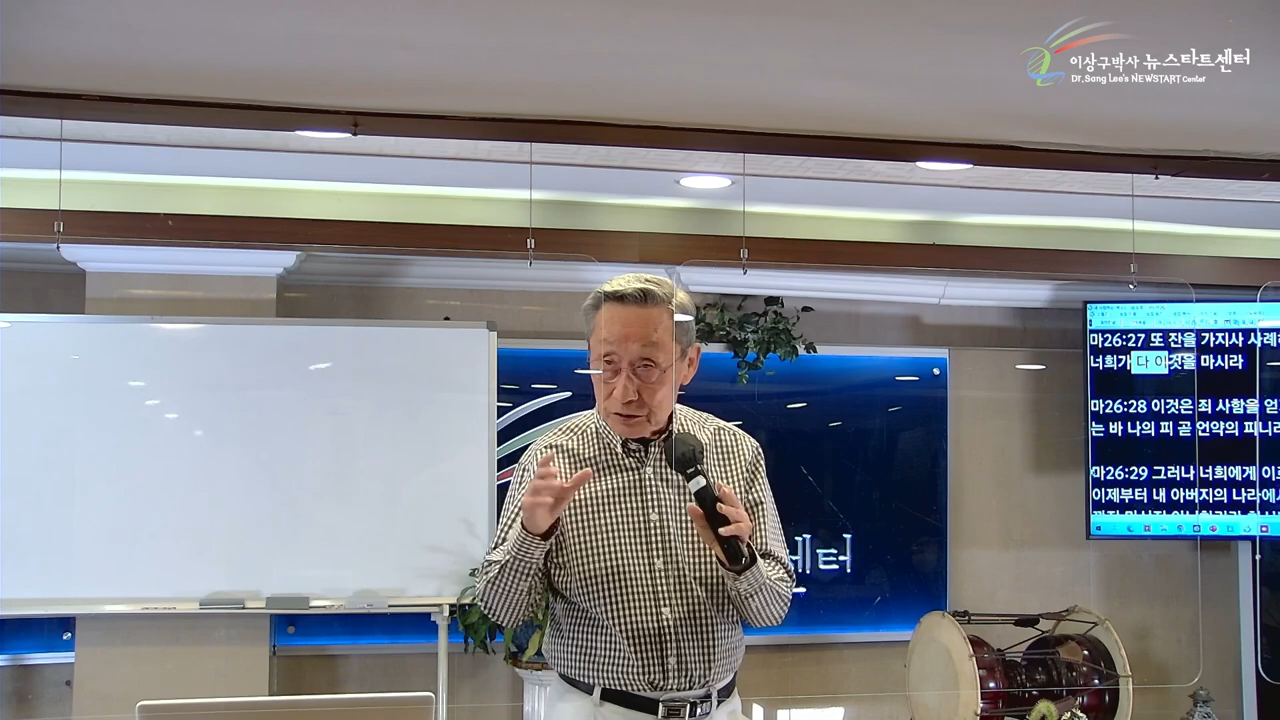 이상구박사 뉴스타트센터
Dr. Sang Lee's NEWSTART Center
마26:27 또 잔을 가지사 사례
너희가 다 이것을 마시라
마26:28 이것은 죄 사함을 얻
는 바 나의 피 곧 언약의 피니라
마26:29 그러나 너희에게 이르
이제부터 내 아버지의 나라에서
센터